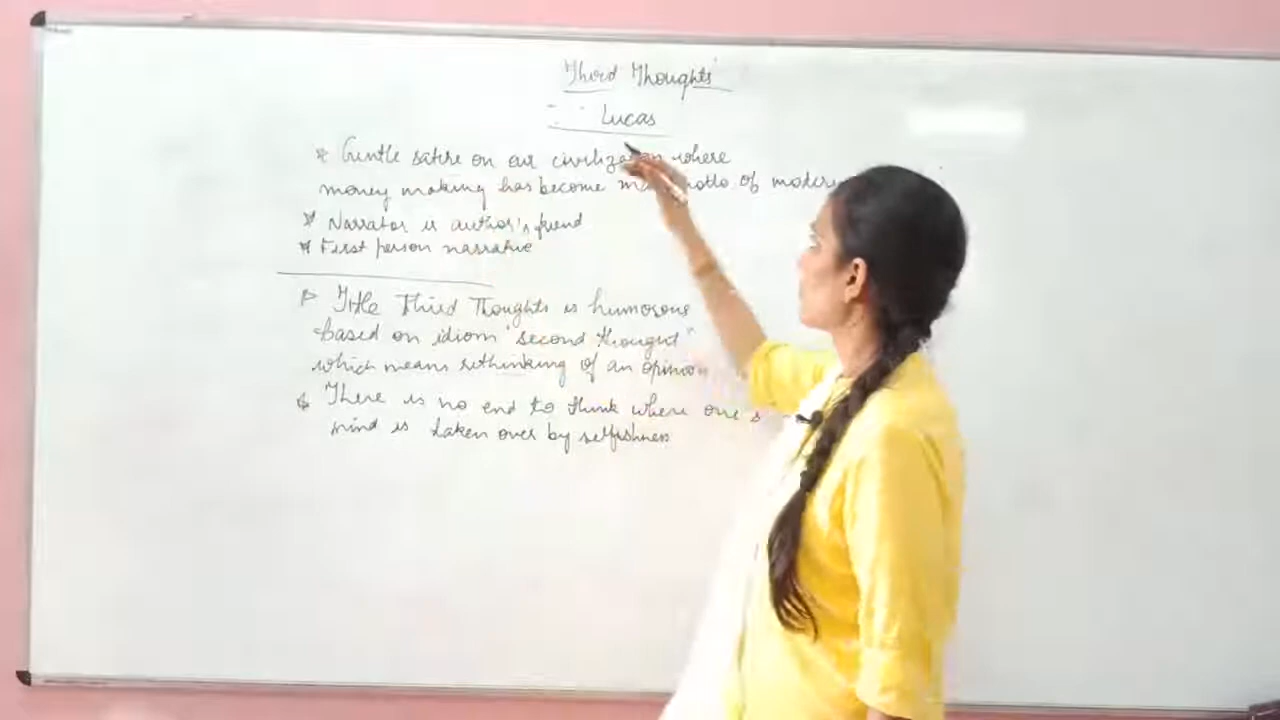 Third Thoughts
Lucas
* Gentle satire on our civilization where
money making has become motto of modern
* Narrator is author's friend
* First person narrative
Title Third Thoughts is humorous
based on idiom "second thought"
which means rethinking of an opinion
There is no end to think where one's
mind is taken over by selfishness